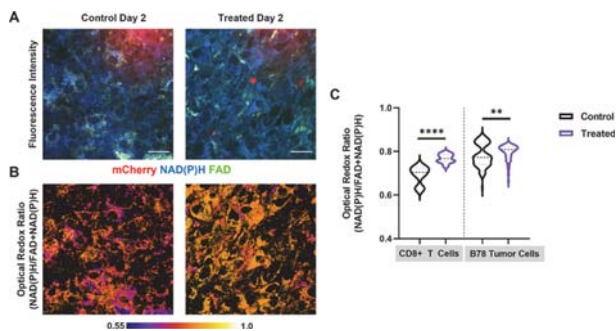 A
Control Day 2
Treated Day 2
Fluorescence Intensity
mCherry NAD(P)H FAD
B
Optical Redox Ratio
(NAD(P)H/FAD+NAD(P)H)
0.55
1.0
C
Control
Treated
Optical Redox Ratio
(NAD(P)H/FAD+NAD(P)H)
1.0
0.8
0.6
0.4
****
**
CD8+ T Cells
B78 Tumor Cells